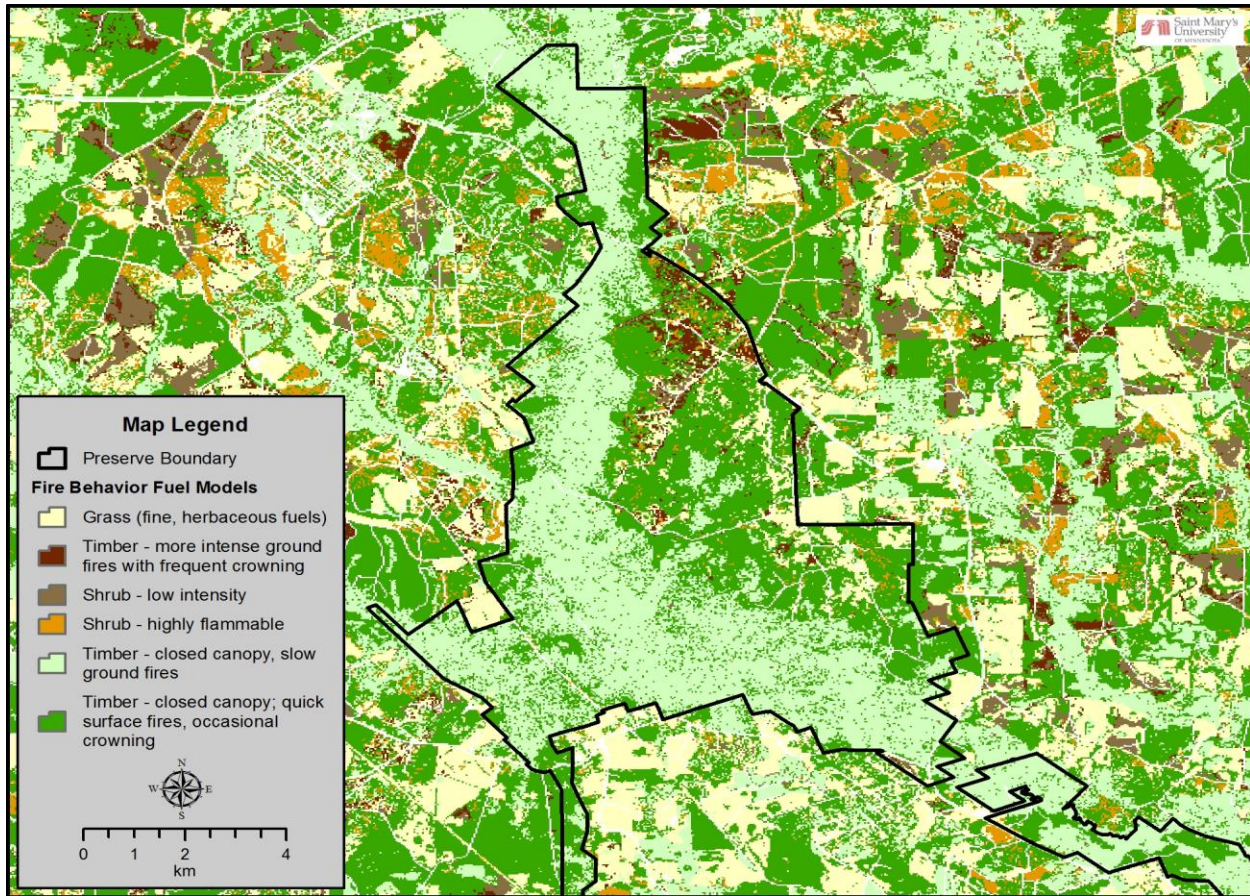 Saint Mary's
University
OF MINNESOTA
Map Legend
Preserve Boundary
Fire Behavior Fuel Models
Grass (fine, herbaceous fuels)
Timber - more intense ground
fires with frequent crowning
Shrub - low intensity
Shrub - highly flammable
Timber - closed canopy, slow
ground fires
Timber - closed canopy; quick
surface fires, occasional
crowning
N
W E
S
0 1 2 4
km